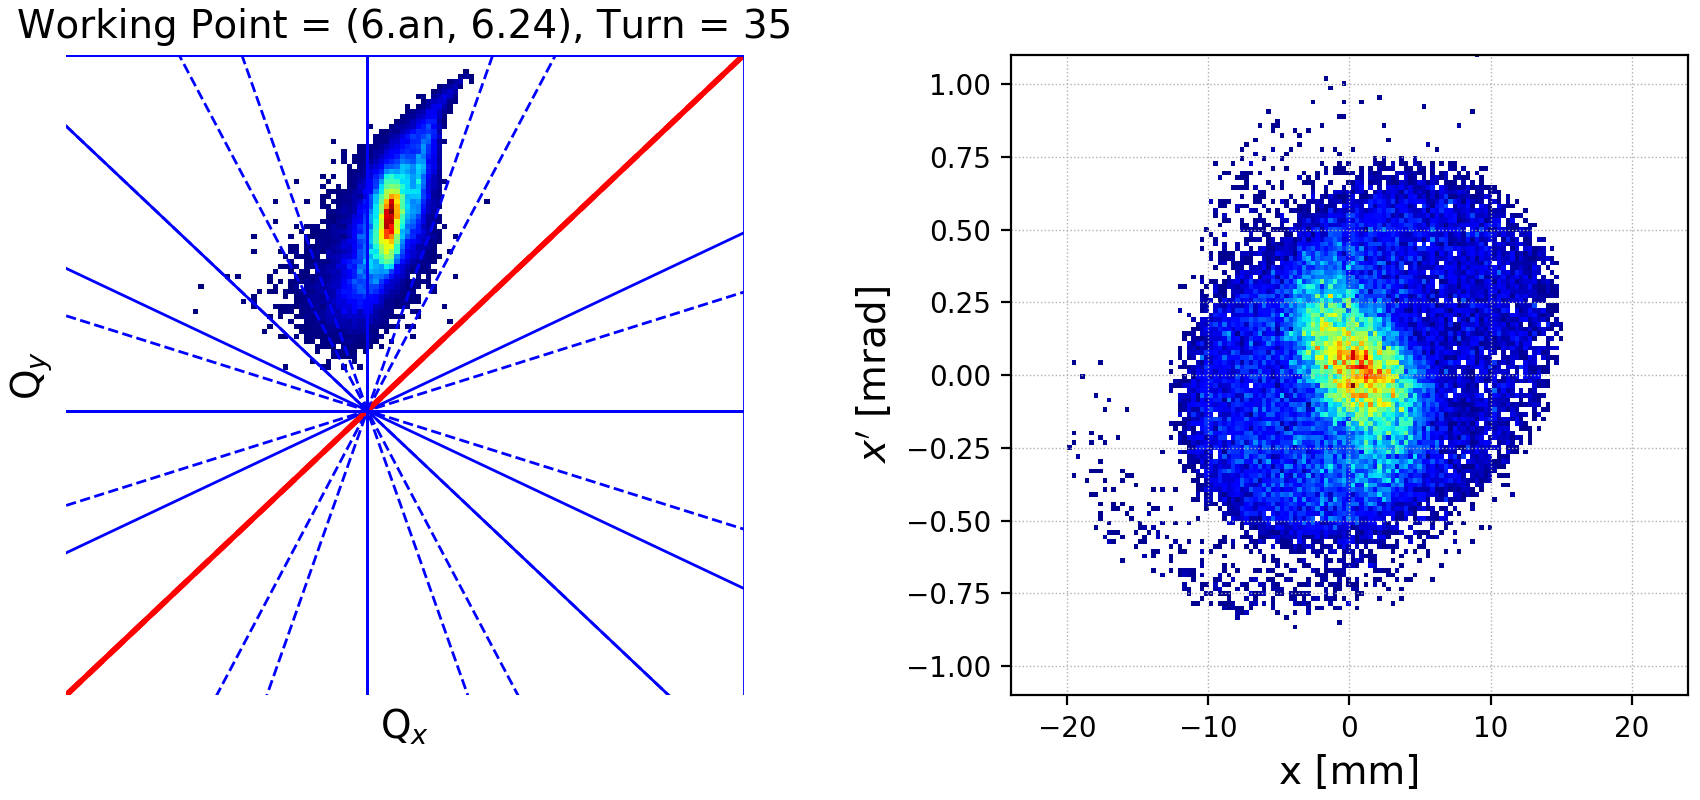 Working Point = (6.an, 6.24), Turn = 35
Qy
Qx
1.00
0.75
0.50
0.25
0.00
−0.25
−0.50
−0.75
−1.00
x′ [mrad]
−20 −10 0 10 20
x [mm]